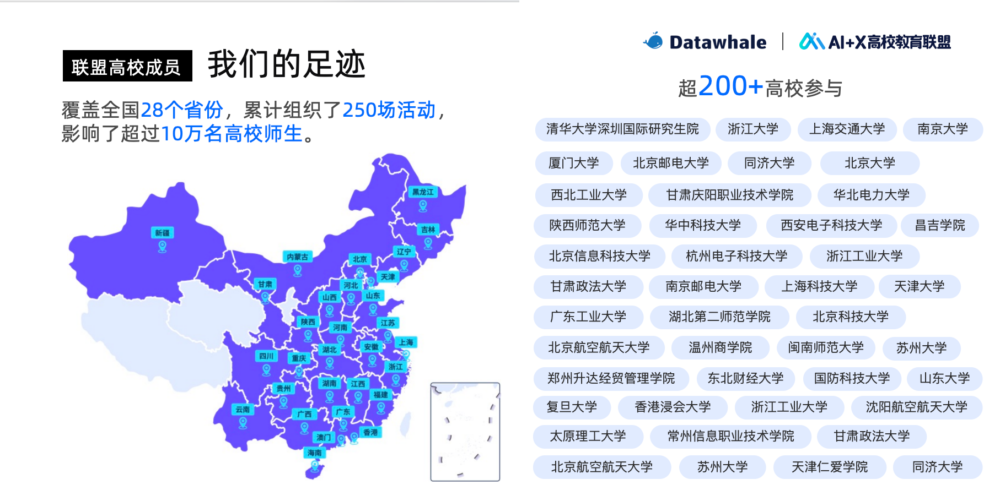 联盟高校成员 我们的足迹
覆盖全国28个省份，累计组织了250场活动，
影响了超过10万名高校师生。
黑龙江
吉林
新疆
辽宁
内蒙古
北京
天津
甘肃
河北
山西
山东
陕西
河南
江苏
上海
湖北
安徽
四川
重庆
浙江
湖南
江西
贵州
福建
云南
广西
广东
香港
澳门
海南
Datawhale | AI+X高校教育联盟
超200+高校参与
清华大学深圳国际研究生院 浙江大学 上海交通大学 南京大学
厦门大学 北京邮电大学 同济大学 北京大学
西北工业大学 甘肃庆阳职业技术学院 华北电力大学
陕西师范大学 华中科技大学 西安电子科技大学 昌吉学院
北京信息科技大学 杭州电子科技大学 浙江工业大学
甘肃政法大学 南京邮电大学 上海科技大学 天津大学
广东工业大学 湖北第二师范学院 北京科技大学
北京航空航天大学 温州商学院 闽南师范大学 苏州大学
郑州升达经贸管理学院 东北财经大学 国防科技大学 山东大学
复旦大学 香港浸会大学 浙江工业大学 沈阳航空航天大学
太原理工大学 常州信息职业技术学院 甘肃政法大学
北京航空航天大学 苏州大学 天津仁爱学院 同济大学